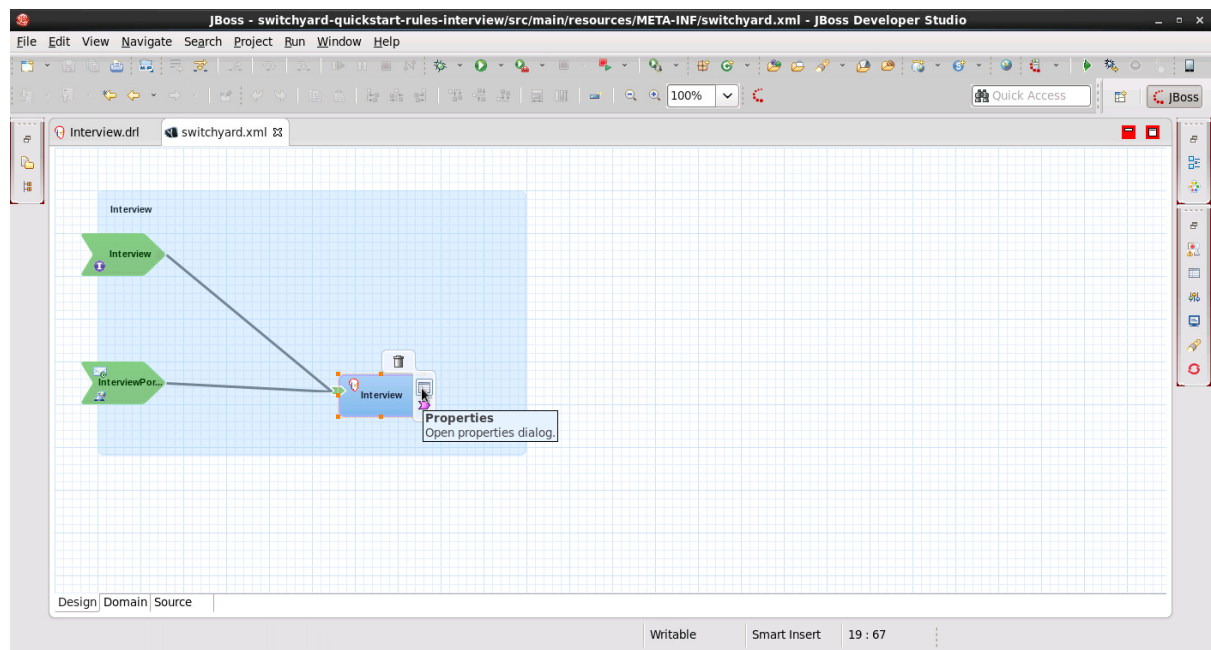 JBoss - switchyard-quickstart-rules-interview/src/main/resources/META-INF/switchyard.xml - JBoss Developer Studio
File Edit View Navigate Search Project Run Window Help
100%
Quick Access
JBoss
Interview.drl
switchyard.xml
Interview
Interview
InterviewPor...
Interview
Properties
Open properties dialog.
Design Domain Source
Writable
Smart Insert
19 : 67